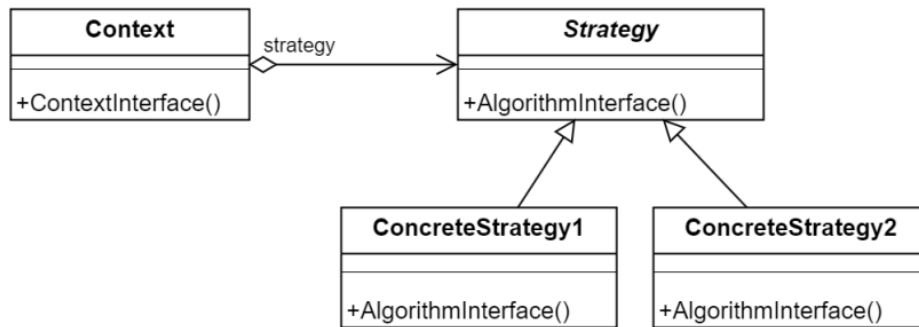 Context
strategy
Strategy
+ContextInterface()
+AlgorithmInterface()
ConcreteStrategy1
ConcreteStrategy2
+AlgorithmInterface()
+AlgorithmInterface()